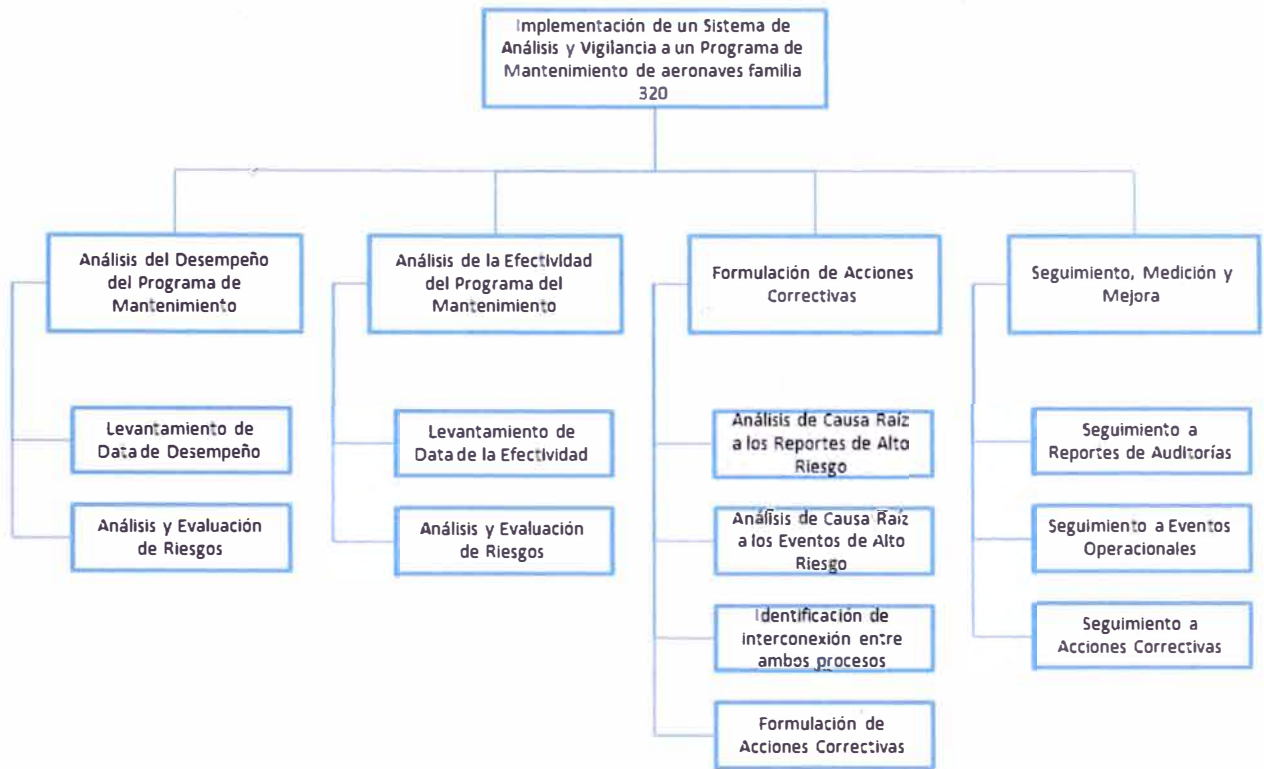 Implementación de un Sistema de
Análisis y Vigilancia a un Programa de
Mantenimiento de aeronaves familia
320
Análisis del Desempeño
del Programa de
Mantenimiento
Levantamiento de
Data de Desempeño
Análisis y Evaluación
de Riesgos
Análisis de la Efectividad
del Programa del
Mantenimiento
Levantamiento de
Data de la Efectividad
Análisis y Evaluación
de Riesgos
Formulación de Acciones
Correctivas
Análisis de Causa Raíz
a los Reportes de Alto
Riesgo
Análisis de Causa Raíz
a los Eventos de Alto
Riesgo
Identificación de
interconexión entre
ambos procesos
Formulación de
Acciones Correctivas
Seguimiento, Medición y
Mejora
Seguimiento a
Reportes de Auditorías
Seguimiento a Eventos
Operacionales
Seguimiento a
Acciones Correctivas